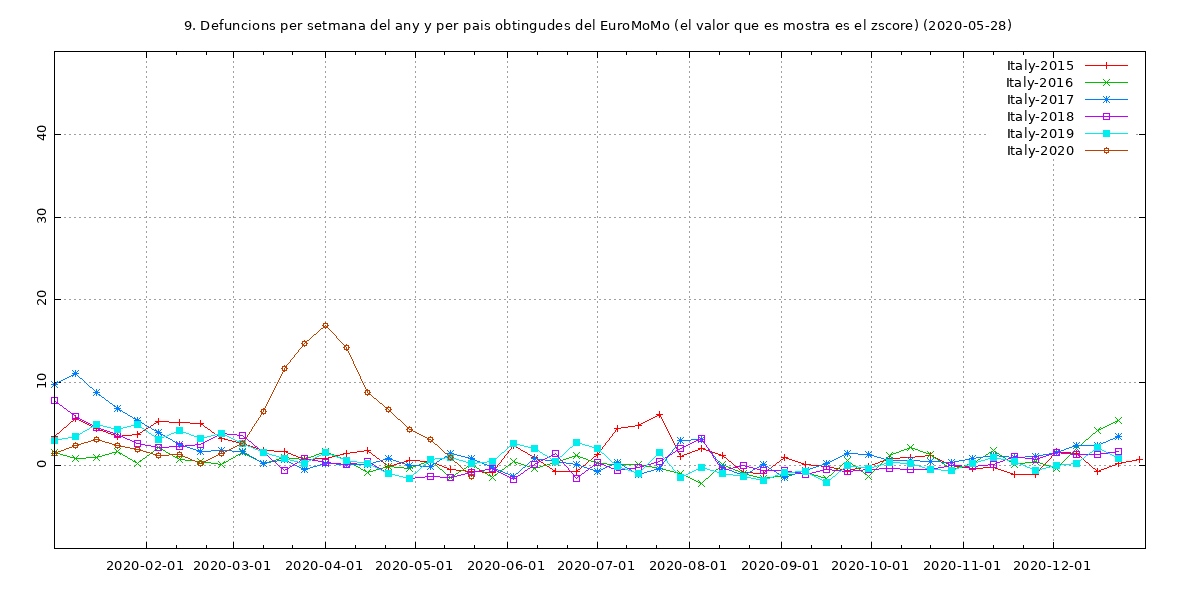 9. Defuncions per setmana del any y per pais obtingudes del EuroMoMo (el valor que es mostra es el zscore) (2020-05-28)
Italy-2015
Italy-2016
Italy-2017
Italy-2018
Italy-2019
Italy-2020
40
30
20
10
0
2020-02-01 2020-03-01 2020-04-01 2020-05-01 2020-06-01 2020-07-01 2020-08-01 2020-09-01 2020-10-01 2020-11-01 2020-12-01